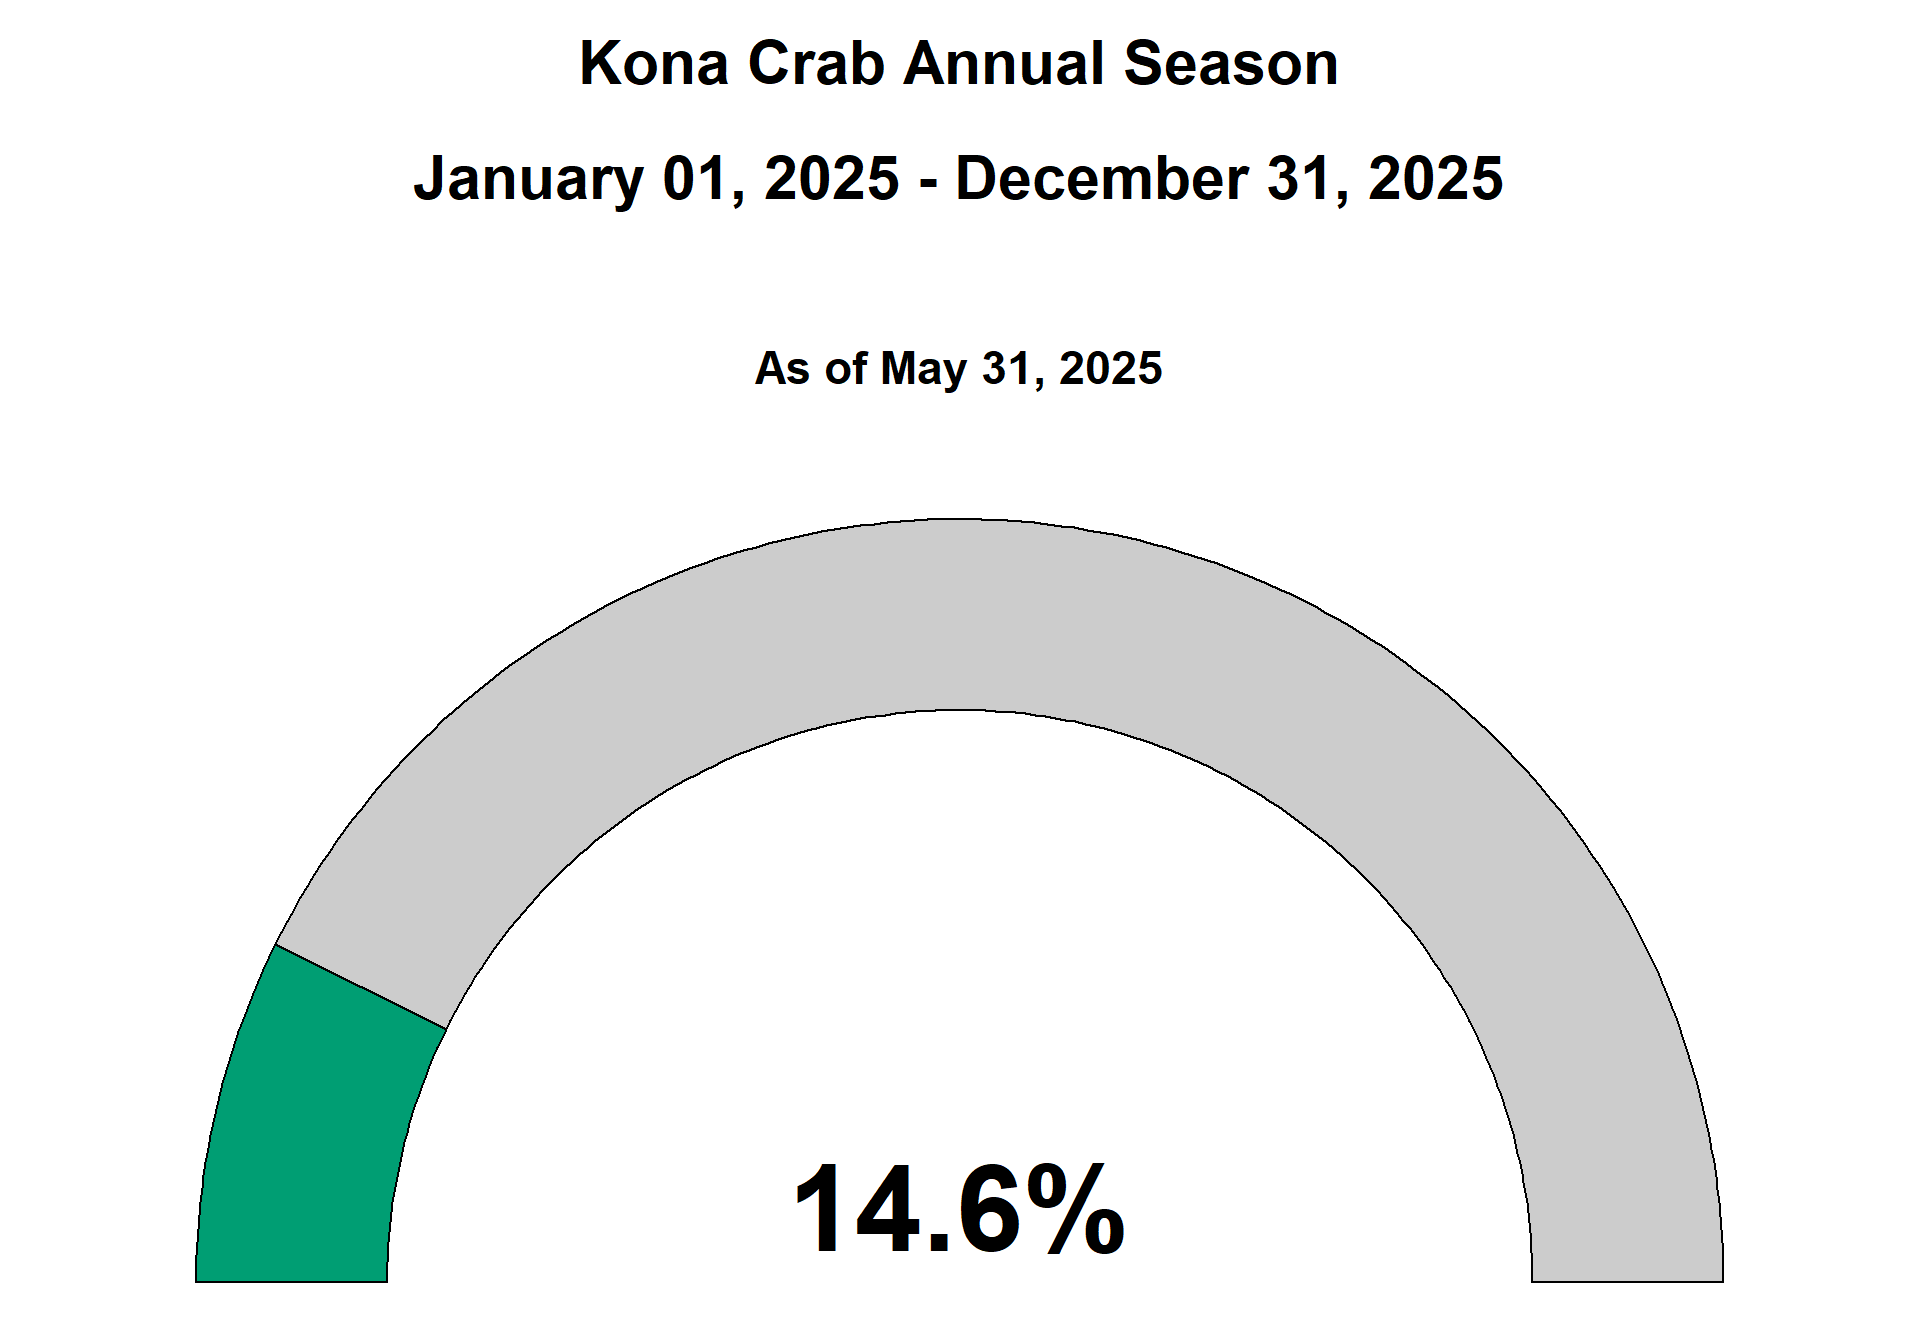 Kona Crab Annual Season
January 01, 2025 - December 31, 2025
As of May 31, 2025
14.6%